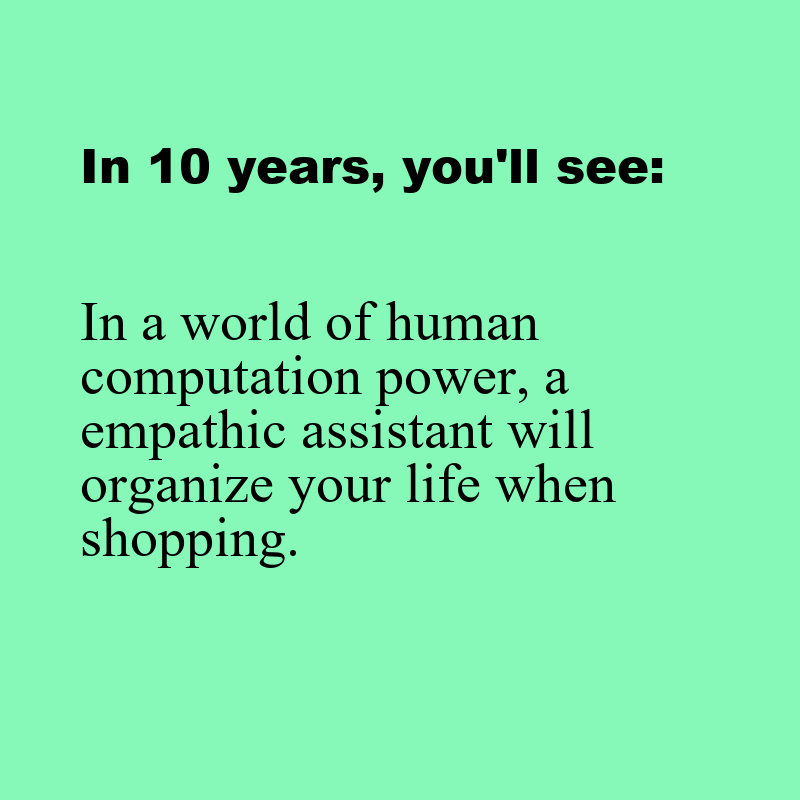 In 10 years, you'll see:
In a world of human
computation power, a
empathic assistant will
organize your life when
shopping.